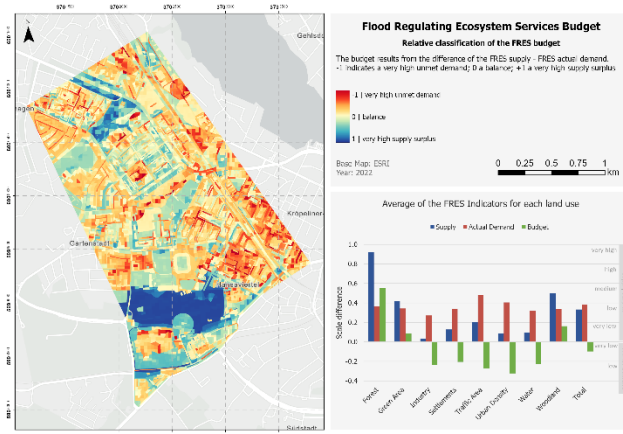 Flood Regulating Ecosystem Services Budget
Relative classification of the FRES budget
The budget results from the difference of the FRES supply - FRES actual demand.
-1 indicates a very high unmet demand; 0 a balance; +1 a very high supply surplus
-1 | very high unmet demand
0 | balance
1 | very high supply surplus
Base Map: ESRI
Year: 2022
0 0.25 0.5 0.75 1
km
N
Südstadt
Average of the FRES Indicators for each land use
Supply Actual Demand Budget
Scale difference
1.0
0.8
0.6
0.4
0.2
0.0
-0.2
-0.4
very high
high
medium
low
very low
very low
low
Forest
Green Area
Industry
Settlements
Traffic Area
Urban Density
Water
Woodland
Total